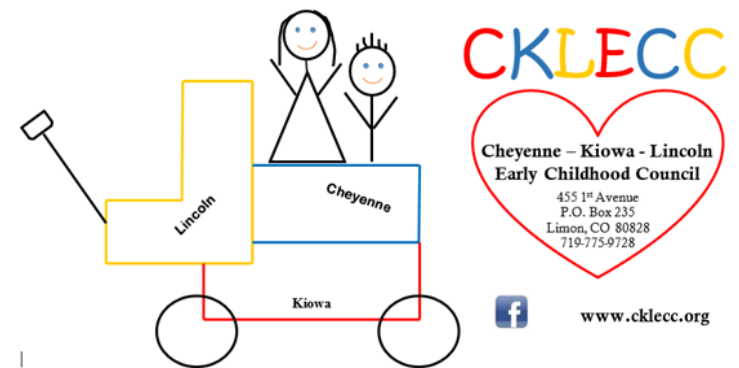 CKLECC
Cheyenne – Kiowa - Lincoln
Early Childhood Council
455 1st Avenue
P.O. Box 235
Limon, CO 80828
719-775-9728
Lincoln
Cheyenne
Kiowa
f
www.cklecc.org